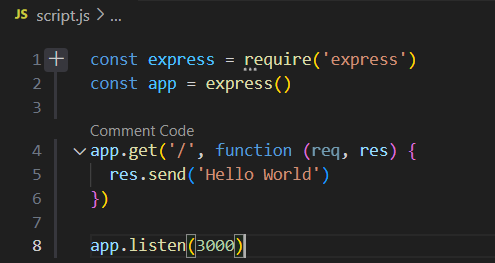 JS script.js > ...
1 const express = require('express')
2 const app = express()
3
Comment Code
4 app.get('/', function (req, res) {
5 res.send('Hello World')
6 })
7
8 app.listen(3000)